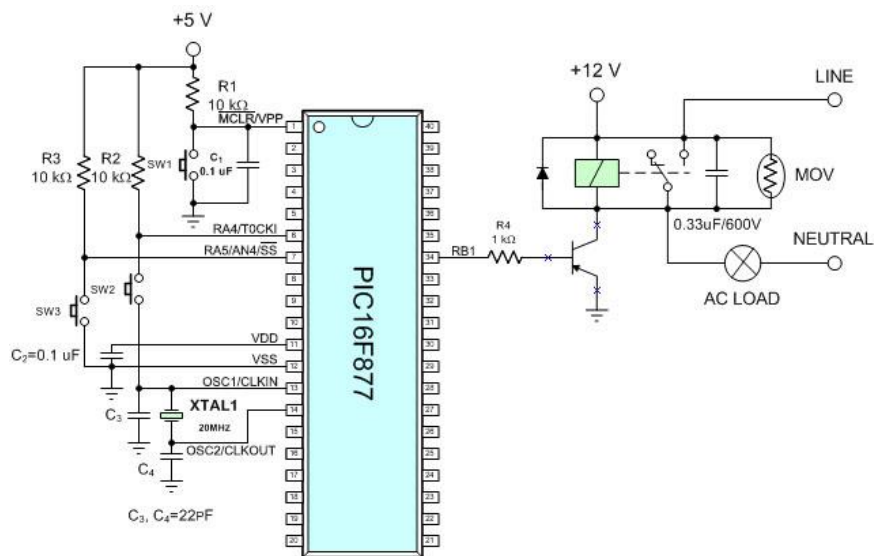 +5 V
R1
10 kΩ
MCLR/VPP
R3
10 kΩ
R2
10 kΩ
SW1
C1
0.1 uF
RA4/T0CKI
RA5/AN4/SS
SW2
SW3
VDD
C2=0.1 uF
VSS
OSC1/CLKIN
C3
XTAL1
20MHZ
OSC2/CLKOUT
C4
C3, C4=22PF
PIC16F877
1
2
3
4
5
6
7
8
9
10
11
12
13
14
15
16
17
18
19
20
40
39
38
37
36
35
34
33
32
31
30
29
28
27
26
25
24
23
22
21
RB1
R4
1 kΩ
+12 V
LINE
MOV
0.33uF/600V
NEUTRAL
AC LOAD